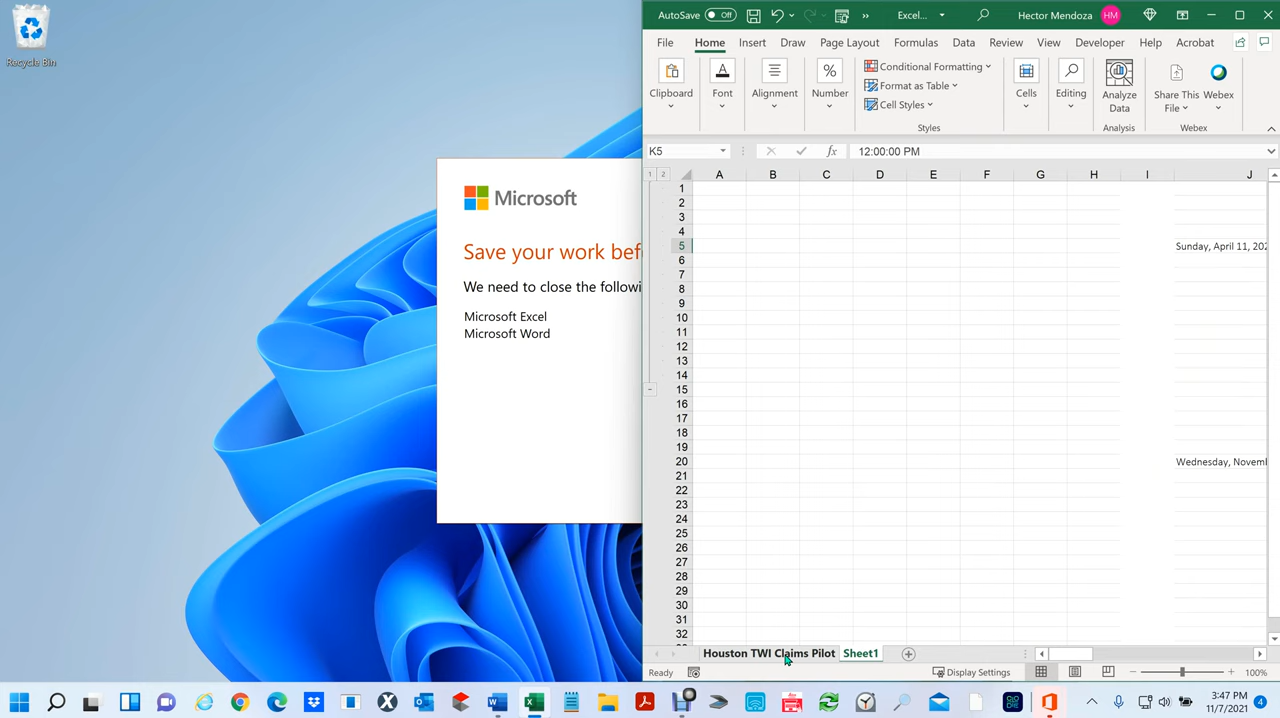 Recycle Bin
Microsoft
Save your work bef
We need to close the followi
Microsoft Excel
Microsoft Word
AutoSave Off Excel... Hector Mendoza HM
File Home Insert Draw Page Layout Formulas Data Review View Developer Help Acrobat
Clipboard Font Alignment Number Conditional Formatting Format as Table Cell Styles Cells Editing Analyze Data Share This File Webex
Styles Analysis Webex
K5 fx 12:00:00 PM
1 2 A B C D E F G H I J
1
2
3
4
5 Sunday, April 11, 202
6
7
8
9
10
11
12
13
14
15
16
17
18
19
20 Wednesday, Novemb
21
22
23
24
25
26
27
28
29
30
31
32
Houston TWI Claims Pilot Sheet1
Ready Display Settings 100%
3:47 PM
11/7/2021
4